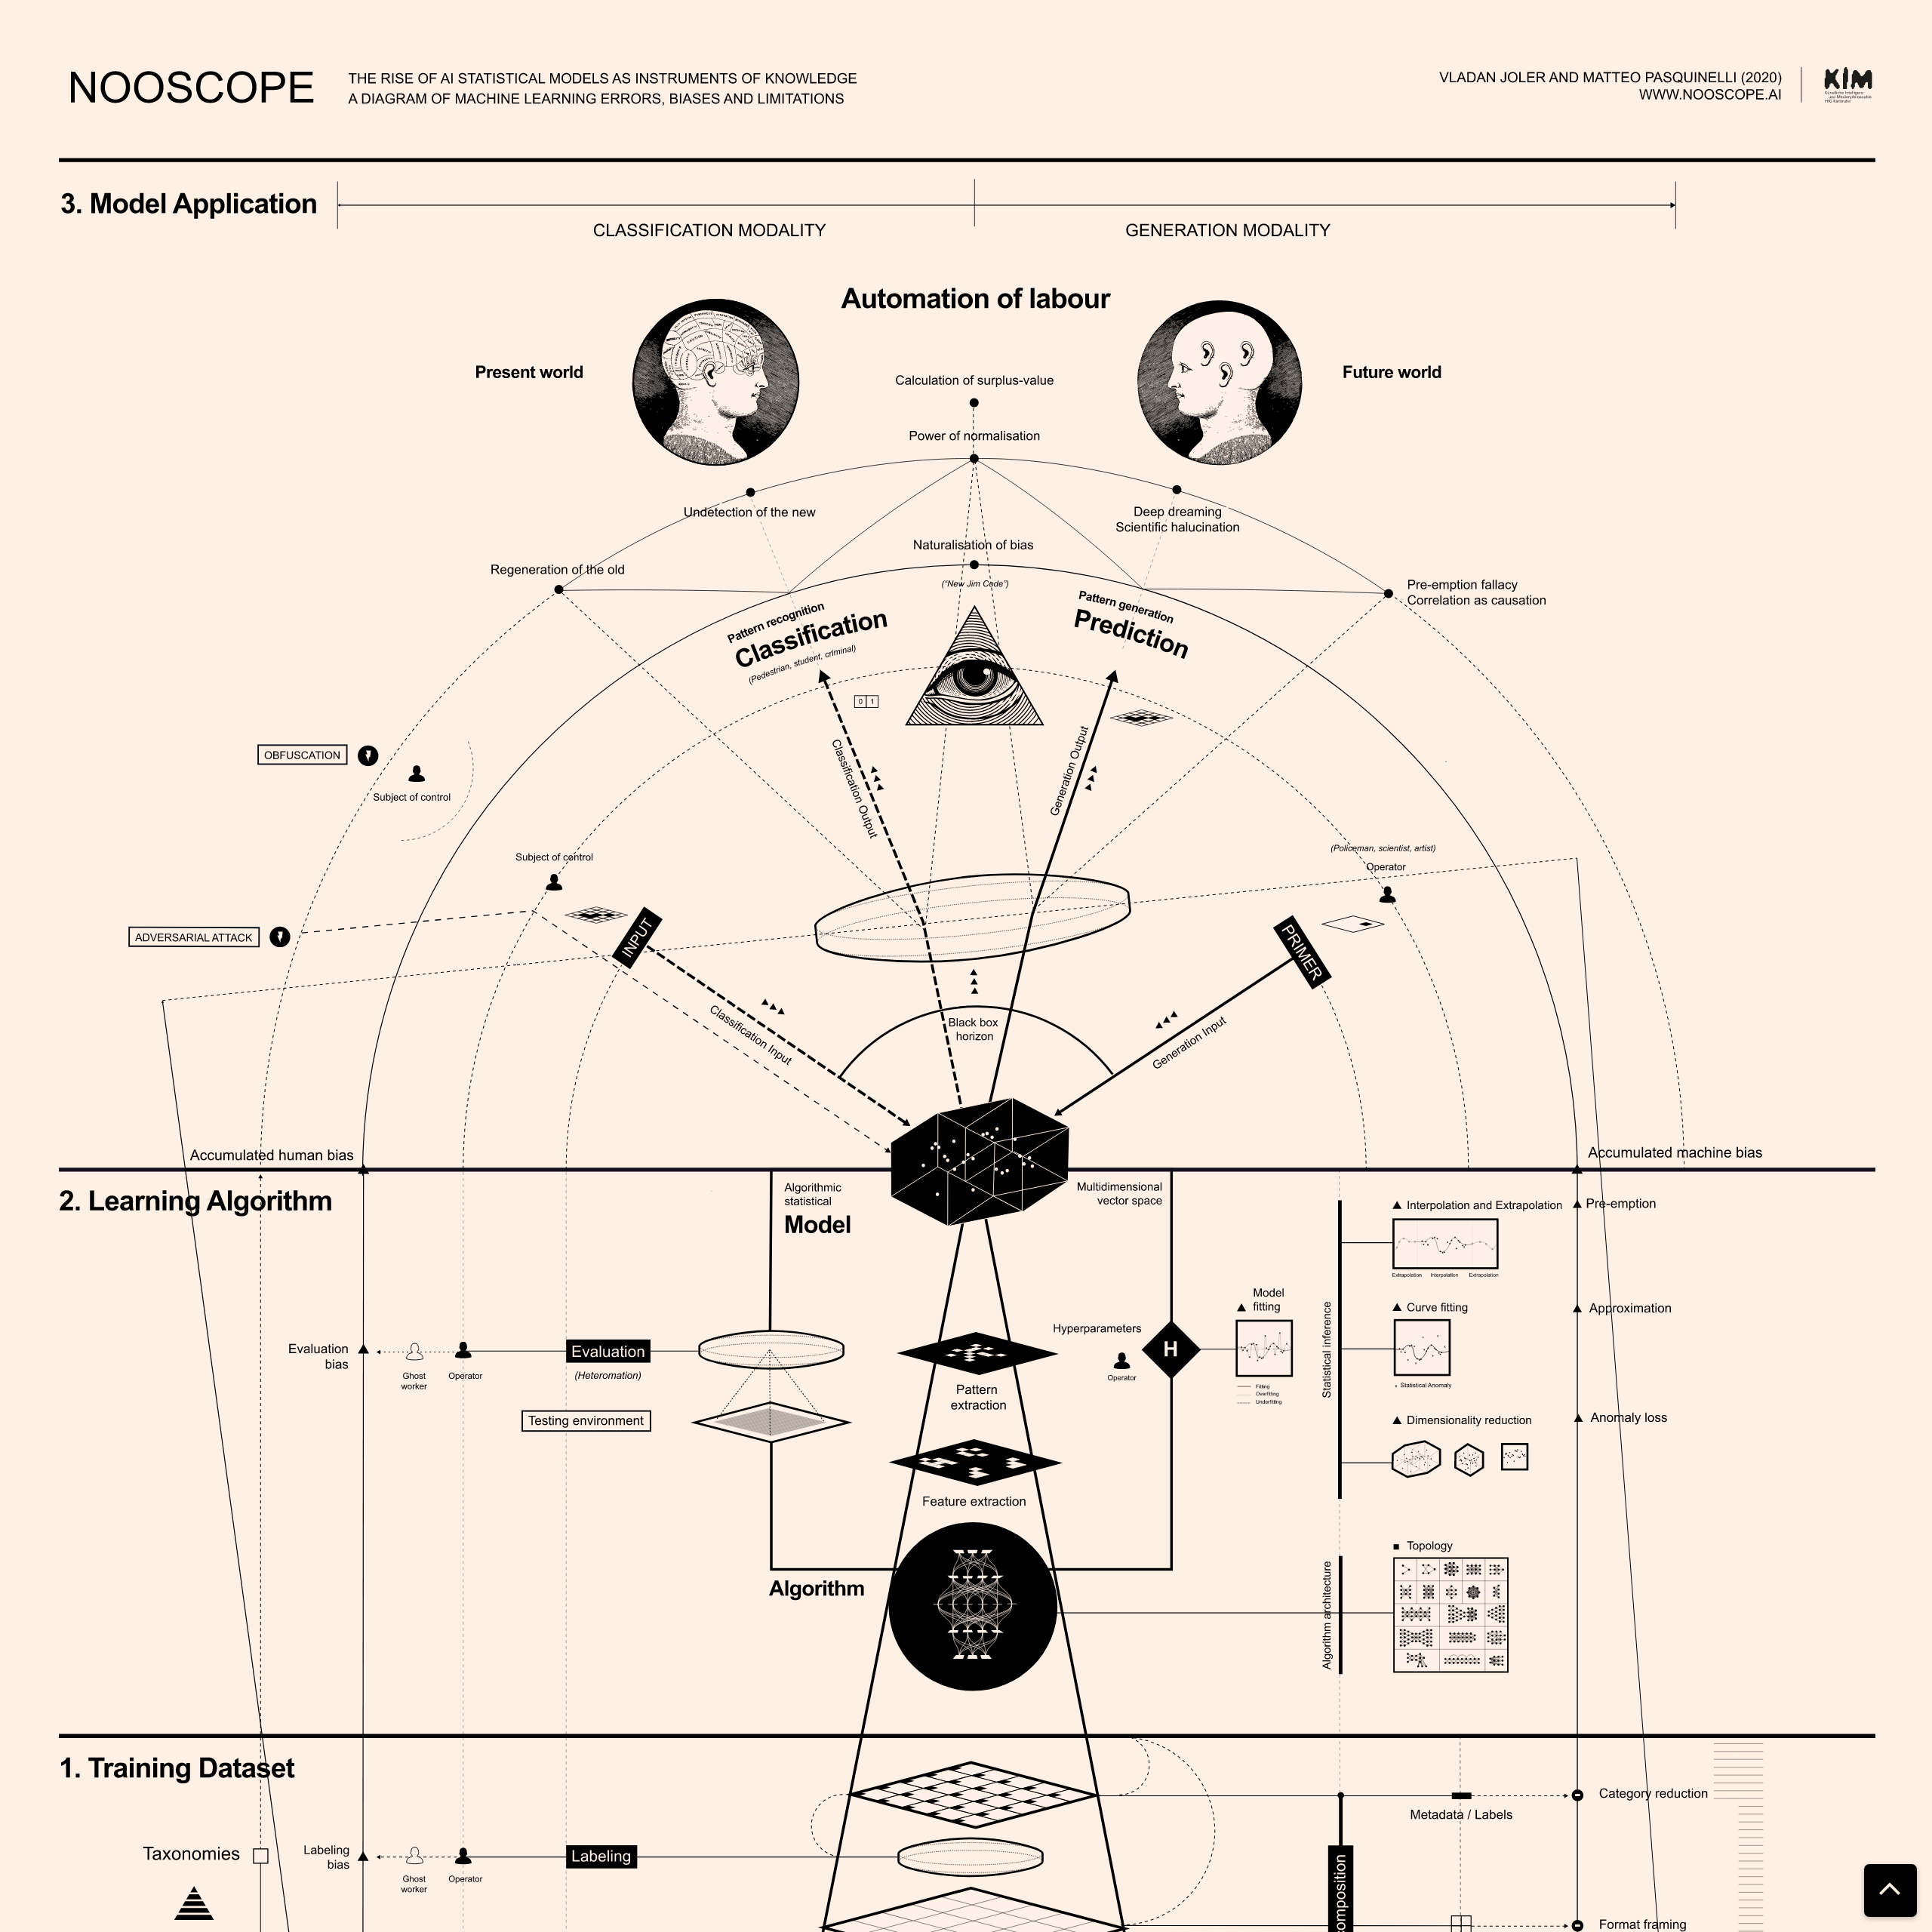 NOOSCOPE
THE RISE OF AI STATISTICAL MODELS AS INSTRUMENTS OF KNOWLEDGE
A DIAGRAM OF MACHINE LEARNING ERRORS, BIASES AND LIMITATIONS
VLADAN JOLER AND MATTEO PASQUINELLI (2020)
WWW.NOOSCOPE.AI
KIM
3. Model Application
CLASSIFICATION MODALITY
GENERATION MODALITY
Automation of labour
Present world
Future world
Calculation of surplus-value
Power of normalisation
Undetection of the new
Deep dreaming
Scientific halucination
Naturalisation of bias
("New Jim Code")
Regeneration of the old
Pre-emption fallacy
Correlation as causation
Pattern recognition
Classification
(Pedestrian, student, criminal)
Pattern generation
Prediction
0 1
OBFUSCATION
Subject of control
Classification Output
Generation Output
Subject of control
(Policeman, scientist, artist)
Operator
ADVERSARIAL ATTACK
INPUT
PRIMER
Classification Input
Black box
horizon
Generation Input
Accumulated human bias
Accumulated machine bias
2. Learning Algorithm
Algorithmic
statistical
Model
Multidimensional
vector space
Interpolation and Extrapolation
Pre-emption
Extrapolation
Interpolation
Extrapolation
Model
fitting
Curve fitting
Approximation
Hyperparameters
H
Operator
Fitting
Overfitting
Underfitting
Statistical inference
Statistical Anomaly
Evaluation
bias
Ghost
worker
Operator
Evaluation
(Heteromation)
Testing environment
Pattern
extraction
Dimensionality reduction
Anomaly loss
Feature extraction
Algorithm
Algorithm architecture
Topology
1. Training Dataset
Category reduction
Metadata / Labels
Taxonomies
Labeling
bias
Ghost
worker
Operator
Labeling
omposition
Format framing